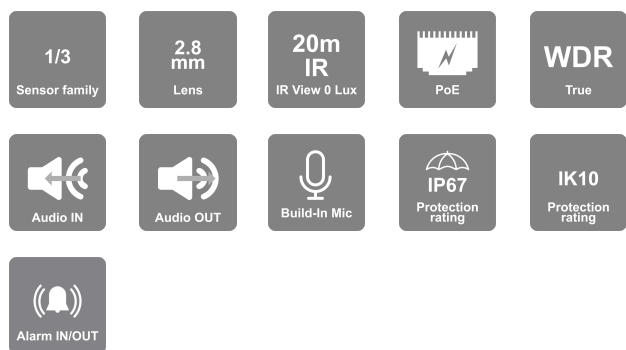 1/3
Sensor family
2.8
mm
Lens
20m
IR
IR View 0 Lux
PoE
WDR
True
Audio IN
Audio OUT
Build-In Mic
IP67
Protection
rating
IK10
Protection
rating
Alarm IN/OUT